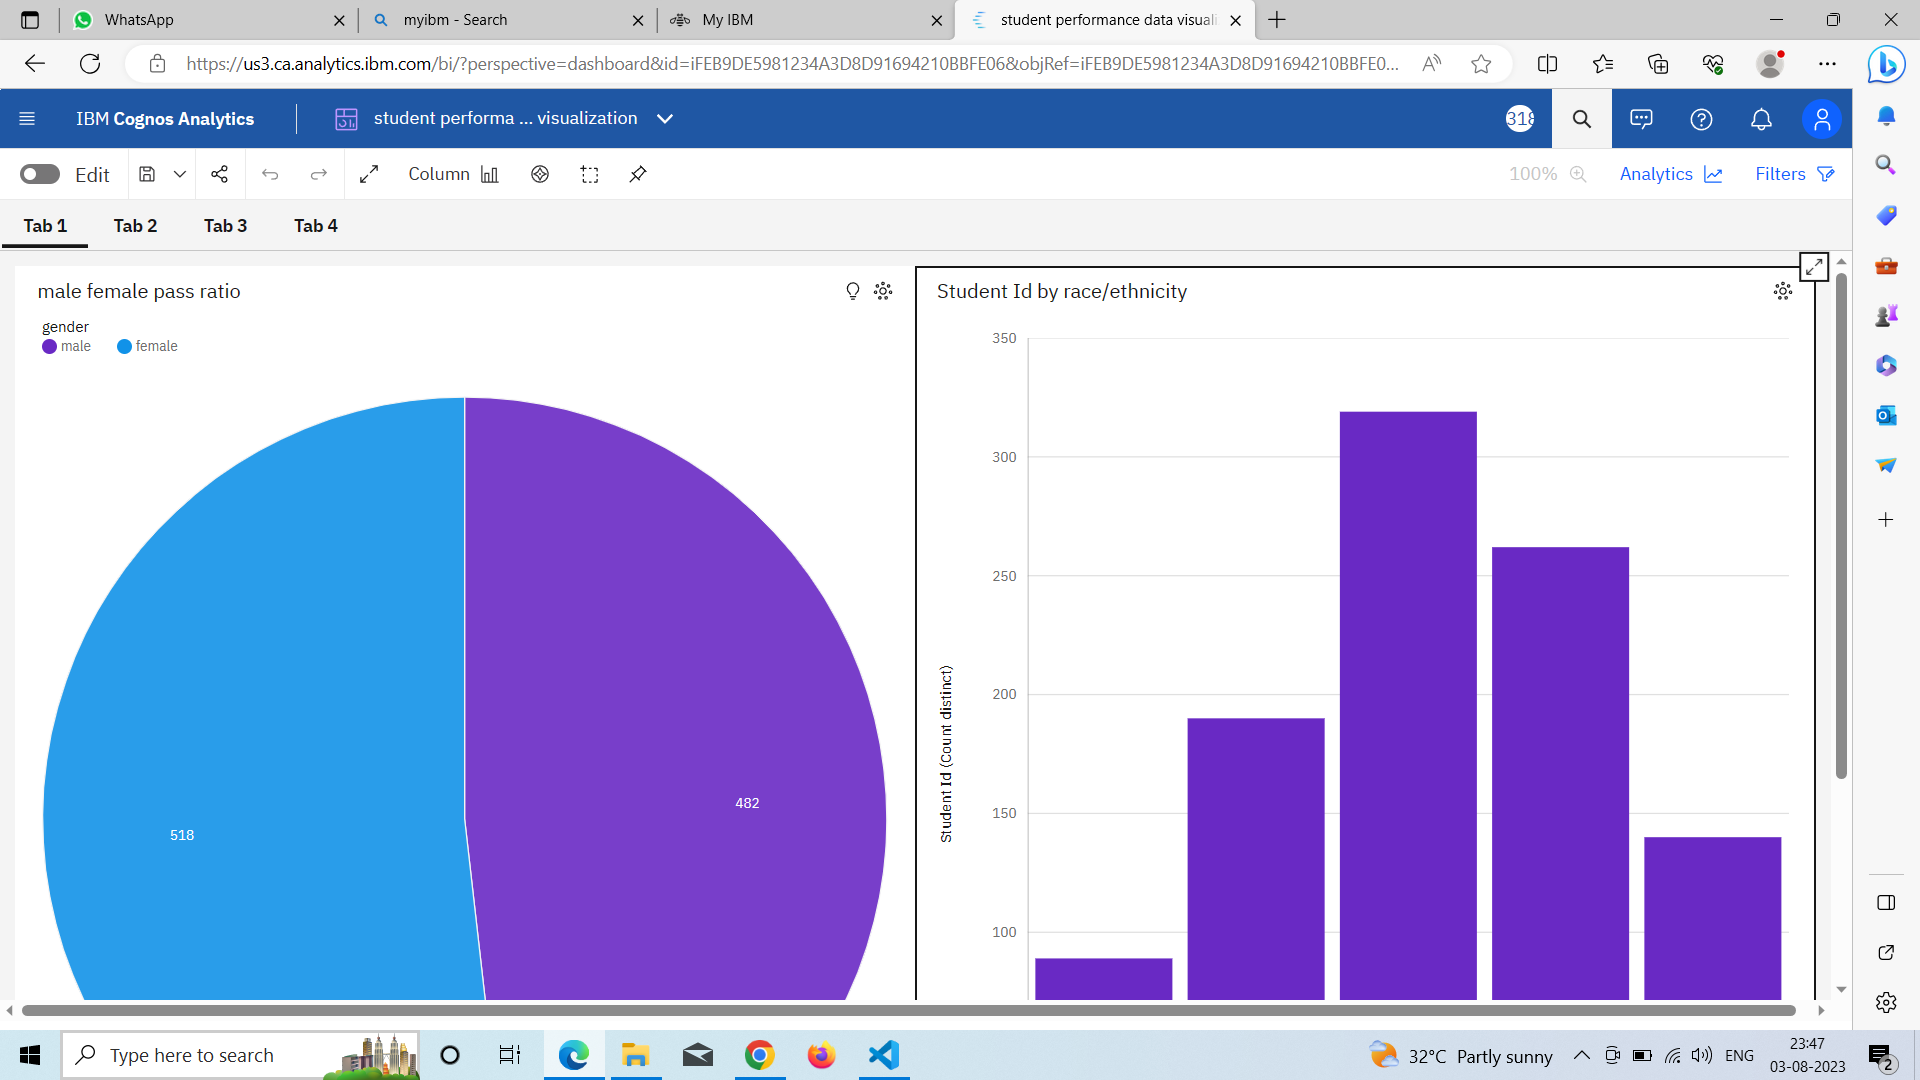 WhatsApp
myibm - Search
My IBM
student performance data visuali
https://us3.ca.analytics.ibm.com/bi/?perspective=dashboard&id=iFEB9DE5981234A3D8D91694210BBFE06&objRef=iFEB9DE5981234A3D8D91694210BBFE0...
IBM Cognos Analytics
student performa ... visualization
318
Edit
Column
100%
Analytics
Filters
Tab 1
Tab 2
Tab 3
Tab 4
male female pass ratio
gender
male
female
518
482
Student Id by race/ethnicity
Student Id (Count distinct)
350
300
250
200
150
100
Type here to search
32°C Partly sunny
ENG
23:47
03-08-2023
2